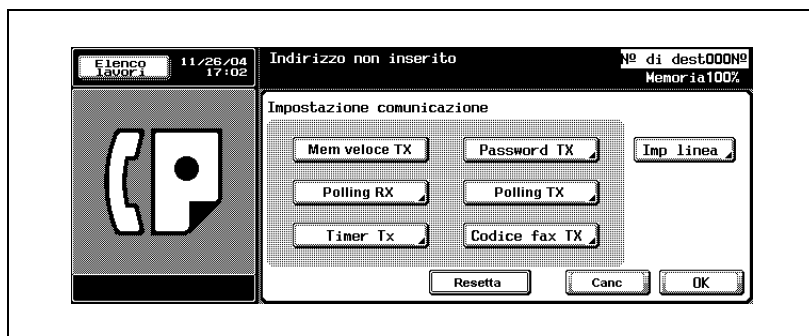 Elenco lavori
11/26/04
17:02
Indirizzo non inserito
Nº di dest000Nº
Memoria100%
Impostazione comunicazione
Mem veloce TX
Password TX
Imp linea
Polling RX
Polling TX
Timer Tx
Codice fax TX
Resetta
Canc
OK